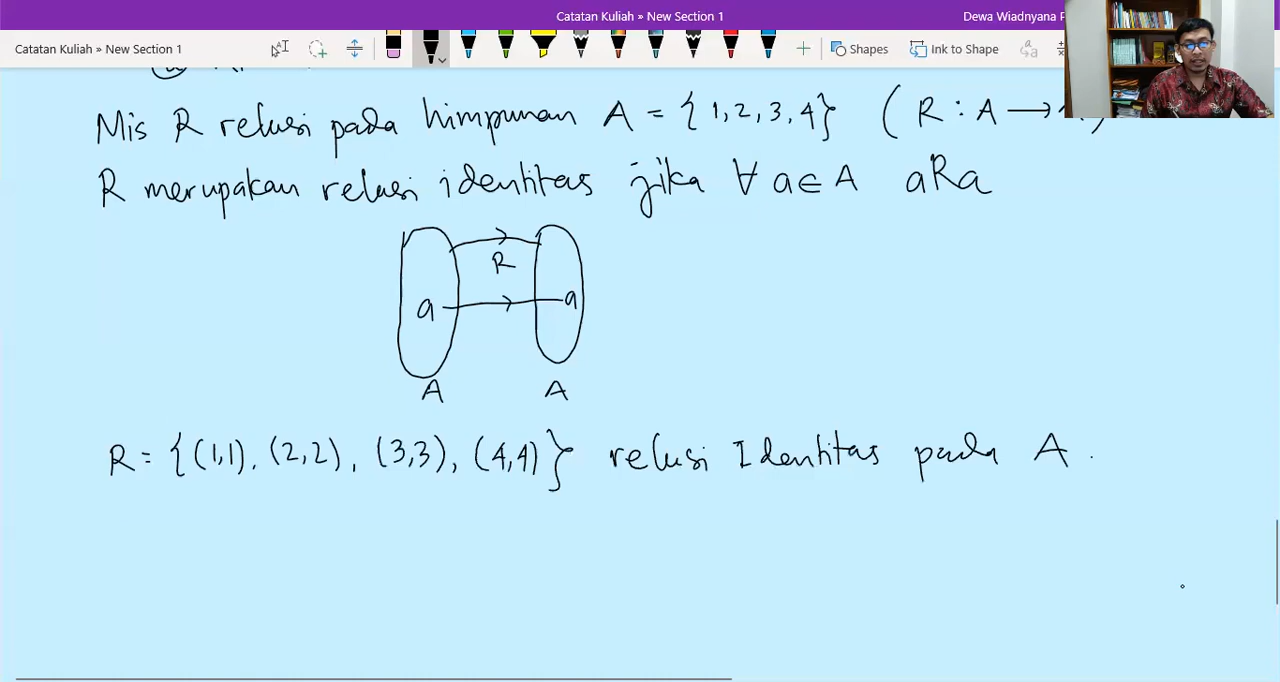 Catatan Kuliah » New Section 1
Dewa Wiadnyana
Catatan Kuliah » New Section 1
Shapes
Ink to Shape
Mis R relasi pada himpunan A = {1, 2, 3, 4} (R : A →
R merupakan relasi identitas jika ∀ a ∈ A aRa
R
a a
A A
R = {(1,1), (2,2), (3,3), (4,4)} relasi Identitas pada A.